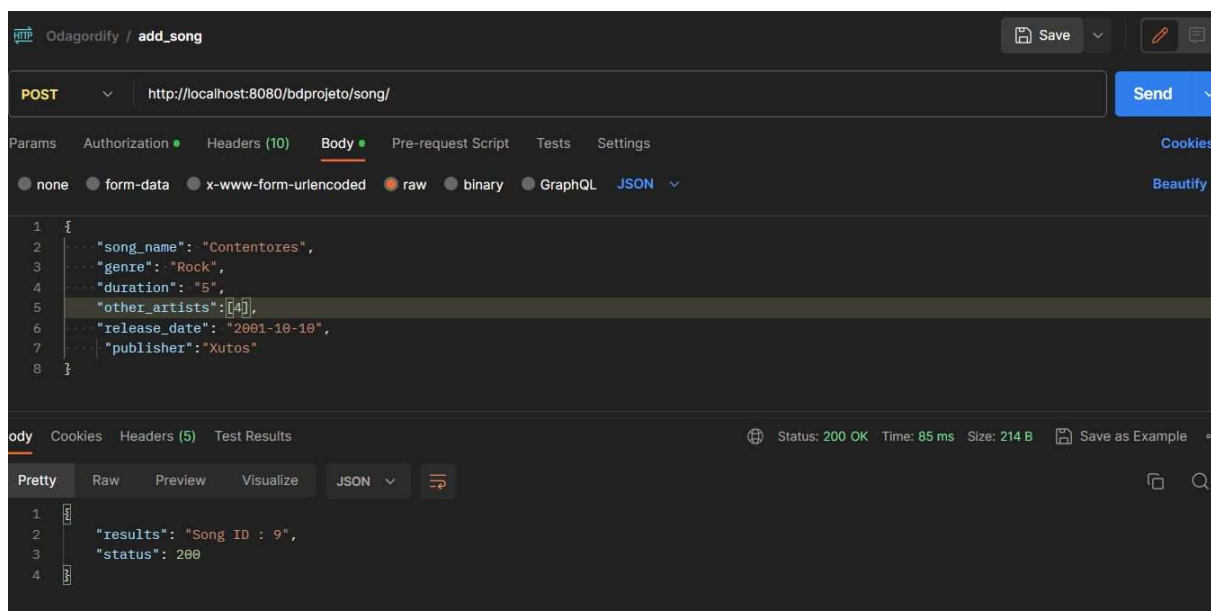 HTTP Odagordify / add_song Save
POST http://localhost:8080/bdprojeto/song/ Send
Params Authorization Headers (10) Body Pre-request Script Tests Settings Cookies
none form-data x-www-form-urlencoded raw binary GraphQL JSON Beautify
1 {
2 "song_name": "Contentores",
3 "genre": "Rock",
4 "duration": "5",
5 "other_artists":[4],
6 "release_date": "2001-10-10",
7 "publisher":"Xutos"
8 }
ody Cookies Headers (5) Test Results Status: 200 OK Time: 85 ms Size: 214 B Save as Example
Pretty Raw Preview Visualize JSON
1 {
2 "results": "Song ID : 9",
3 "status": 200
4 }